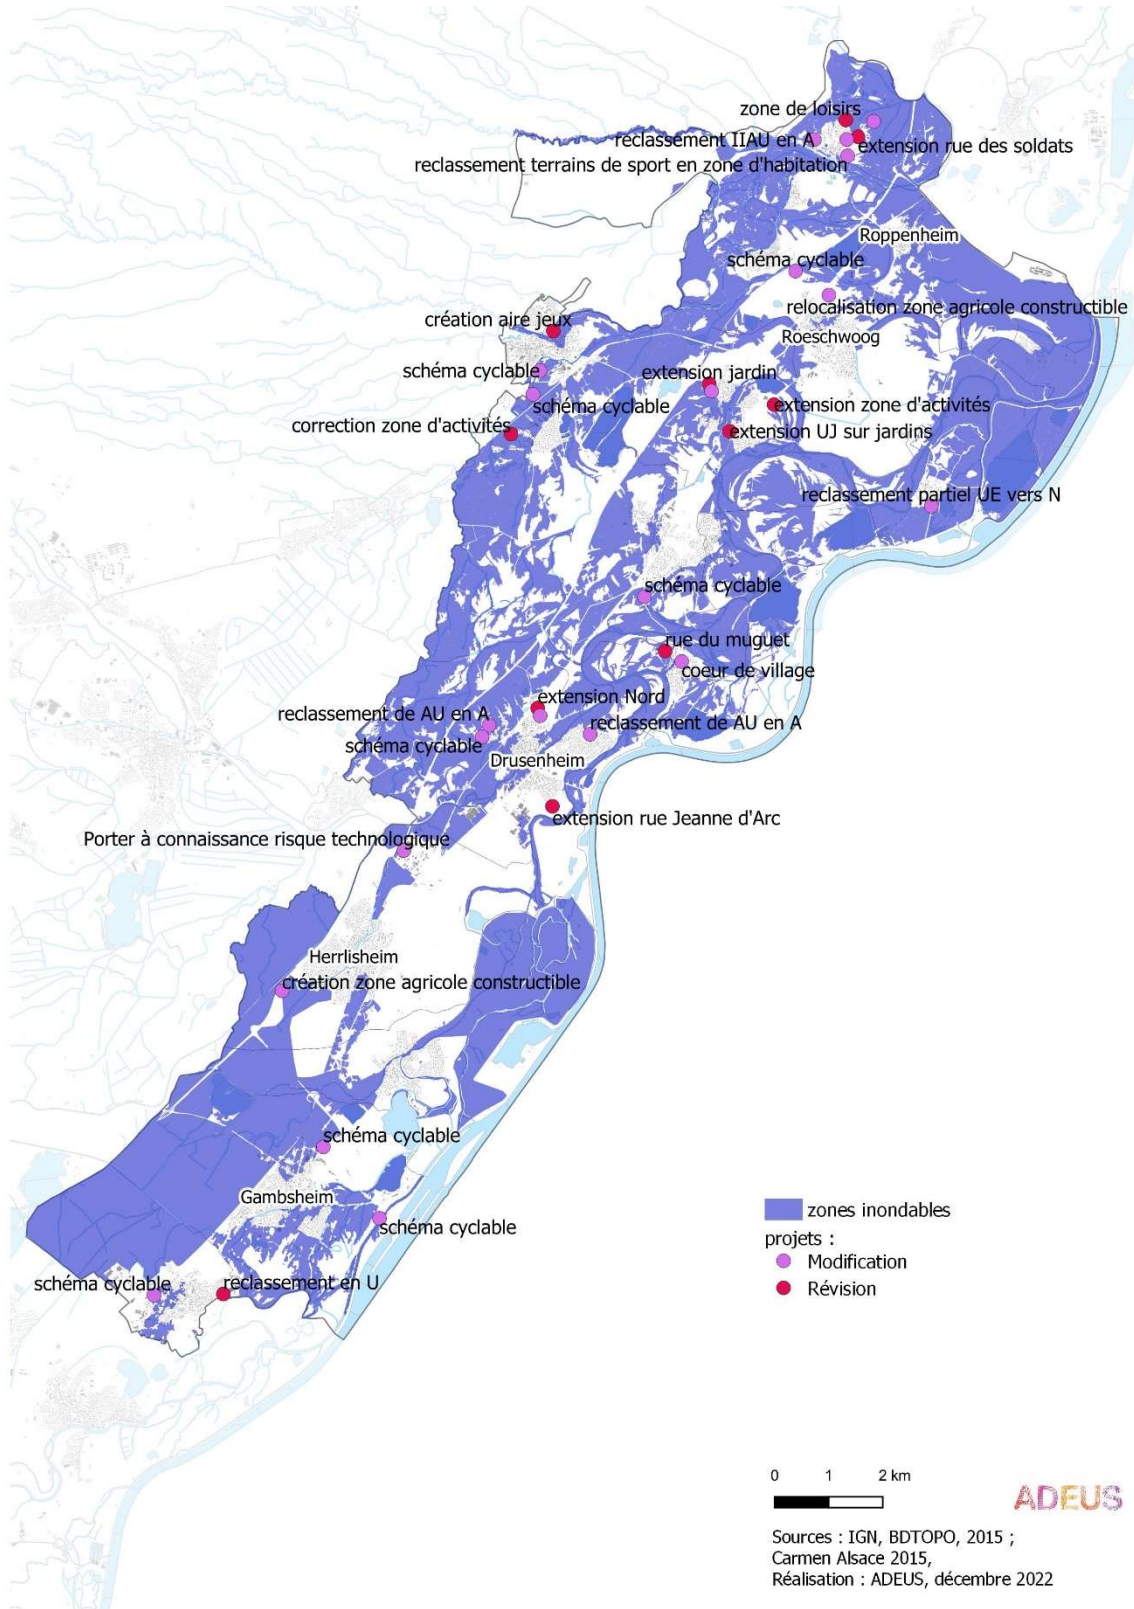 zone de loisirs
reclassement IIAU en A
extension rue des soldats
reclassement terrains de sport en zone d'habitation
Roppenheim
schéma cyclable
relocalisation zone agricole constructible
création aire jeux
Roeschwoog
schéma cyclable
extension jardin
schéma cyclable
extension zone d'activités
correction zone d'activités
extension UJ sur jardins
reclassement partiel UE vers N
schéma cyclable
rue du muguet
coeur de village
extension Nord
reclassement de AU en A
reclassement de AU en A
schéma cyclable
Drusenheim
extension rue Jeanne d'Arc
Porter à connaissance risque technologique
Herrlisheim
création zone agricole constructible
schéma cyclable
Gambsheim
schéma cyclable
schéma cyclable
reclassement en U
zones inondables
projets :
Modification
Révision
0 1 2 km
ADEUS
Sources : IGN, BDTOPO, 2015 ;
Carmen Alsace 2015,
Réalisation : ADEUS, décembre 2022